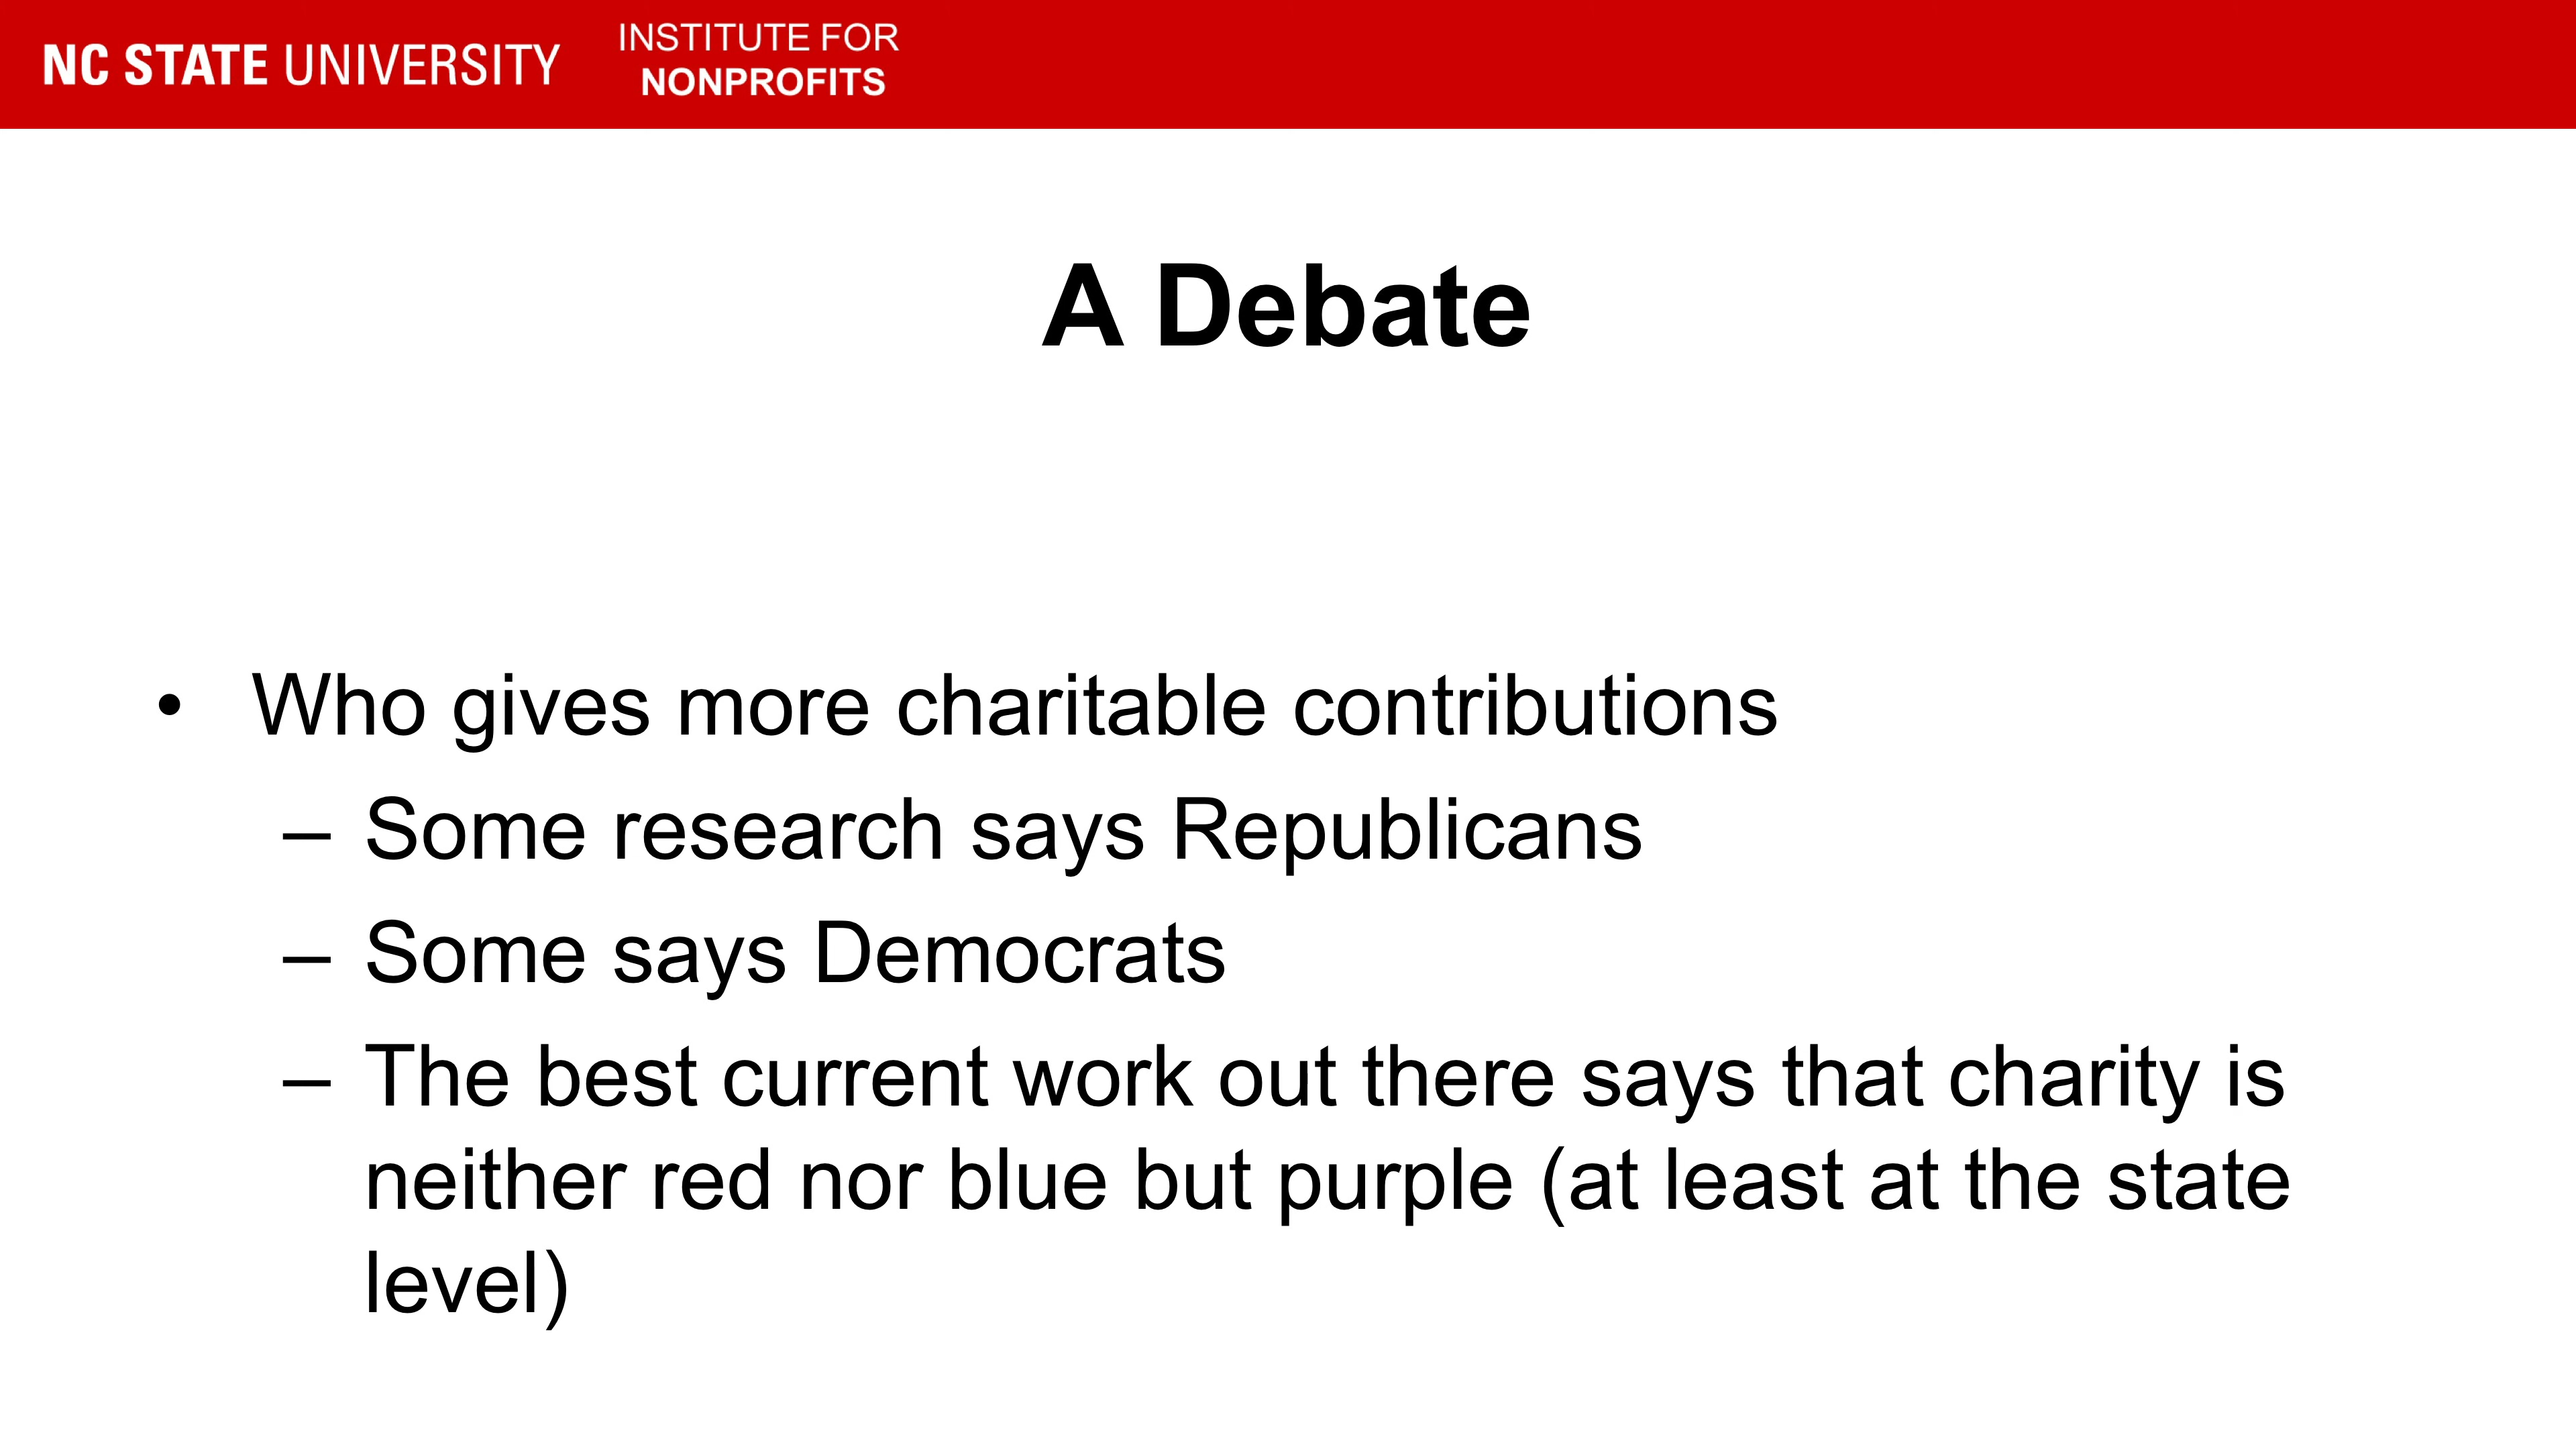 NC STATE UNIVERSITY
INSTITUTE FOR
NONPROFITS
A Debate
• Who gives more charitable contributions
– Some research says Republicans
– Some says Democrats
– The best current work out there says that charity is
neither red nor blue but purple (at least at the state
level)